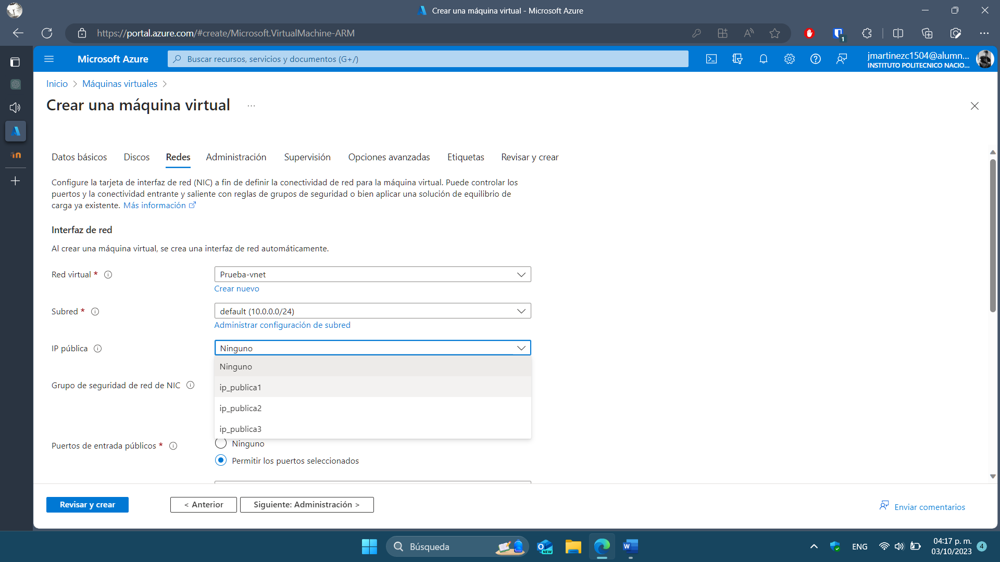 Crear una máquina virtual - Microsoft Azure
https://portal.azure.com/#create/Microsoft.VirtualMachine-ARM
1
Microsoft Azure
Buscar recursos, servicios y documentos (G+/)
jmartinezc1504@alumn...
INSTITUTO POLITECNICO NACIO...
Inicio > Máquinas virtuales >
Crear una máquina virtual ...
Datos básicos Discos Redes Administración Supervisión Opciones avanzadas Etiquetas Revisar y crear
Configure la tarjeta de interfaz de red (NIC) a fin de definir la conectividad de red para la máquina virtual. Puede controlar los
puertos y la conectividad entrante y saliente con reglas de grupos de seguridad o bien aplicar una solución de equilibrio de
carga ya existente. Más información
Interfaz de red
Al crear una máquina virtual, se crea una interfaz de red automáticamente.
Red virtual *
Prueba-vnet
Crear nuevo
Subred *
default (10.0.0.0/24)
Administrar configuración de subred
IP pública
Ninguno
Ninguno
ip_publica1
ip_publica2
ip_publica3
Grupo de seguridad de red de NIC
Puertos de entrada públicos *
Ninguno
Permitir los puertos seleccionados
Revisar y crear
< Anterior
Siguiente: Administración >
Enviar comentarios
Búsqueda
NEW
ENG
04:17 p. m.
03/10/2023
4